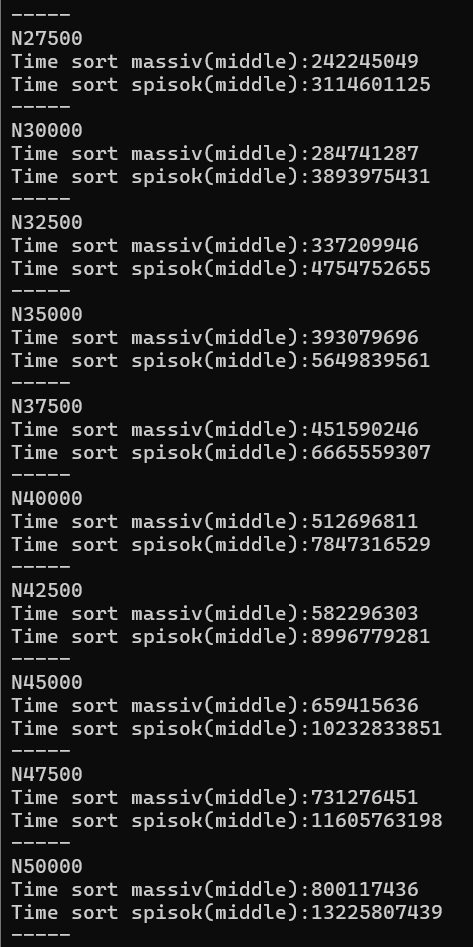 -----
N27500
Time sort massiv(middle):242245049
Time sort spisok(middle):3114601125
-----
N30000
Time sort massiv(middle):284741287
Time sort spisok(middle):3893975431
-----
N32500
Time sort massiv(middle):337209946
Time sort spisok(middle):4754752655
-----
N35000
Time sort massiv(middle):393079696
Time sort spisok(middle):5649839561
-----
N37500
Time sort massiv(middle):451590246
Time sort spisok(middle):6665559307
-----
N40000
Time sort massiv(middle):512696811
Time sort spisok(middle):7847316529
-----
N42500
Time sort massiv(middle):582296303
Time sort spisok(middle):8996779281
-----
N45000
Time sort massiv(middle):659415636
Time sort spisok(middle):10232833851
-----
N47500
Time sort massiv(middle):731276451
Time sort spisok(middle):11605763198
-----
N50000
Time sort massiv(middle):800117436
Time sort spisok(middle):13225807439
-----